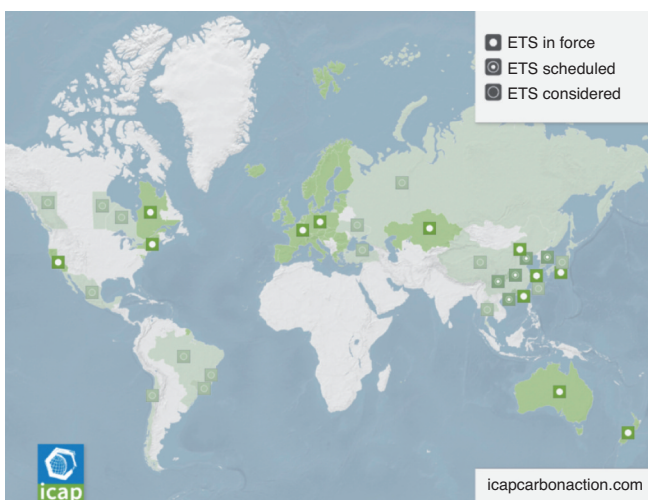 ETS in force
ETS scheduled
ETS considered
icap
icapcarbonaction.com